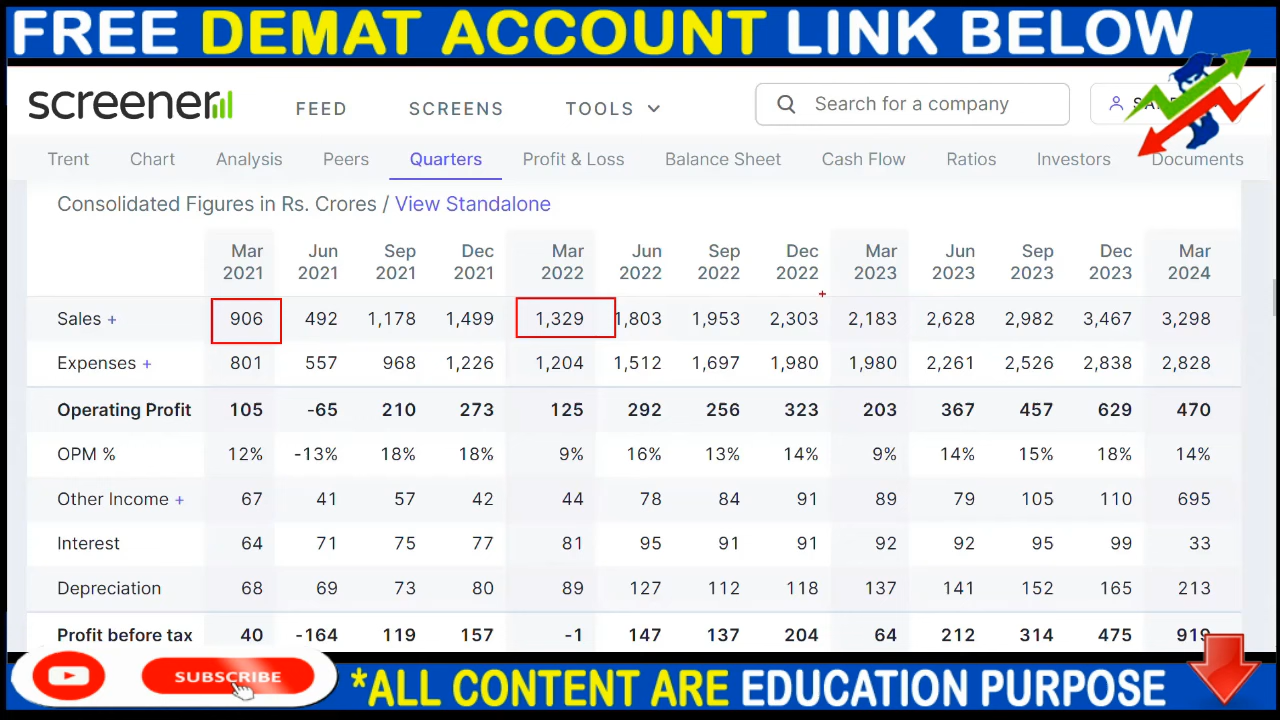 FREE DEMAT ACCOUNT LINK BELOW
screener FEED SCREENS TOOLS Search for a company
Trend Chart Analysis Peers Quarters Profit & Loss Balance Sheet Cash Flow Ratios Investors Documents
Consolidated Figures in Rs. Crores / View Standalone
Mar Jun Sep Dec Mar Jun Sep Dec Mar Jun Sep Dec Mar
2021 2021 2021 2021 2022 2022 2022 2022 2023 2023 2023 2023 2024
Sales + 906 492 1,178 1,499 1,329 1,803 1,953 2,303 2,183 2,628 2,982 3,467 3,298
Expenses + 801 557 968 1,226 1,204 1,512 1,697 1,980 1,980 2,261 2,526 2,838 2,828
Operating Profit 105 -65 210 273 125 292 256 323 203 367 457 629 470
OPM % 12% -13% 18% 18% 9% 16% 13% 14% 9% 14% 15% 18% 14%
Other Income + 67 41 57 42 44 78 84 91 89 79 105 110 695
Interest 64 71 75 77 81 95 91 91 92 92 95 99 33
Depreciation 68 69 73 80 89 127 112 118 137 141 152 165 213
Profit before tax 40 -164 119 157 -1 147 137 204 64 212 314 475 919
SUBSCRIBE *ALL CONTENT ARE EDUCATION PURPOSE